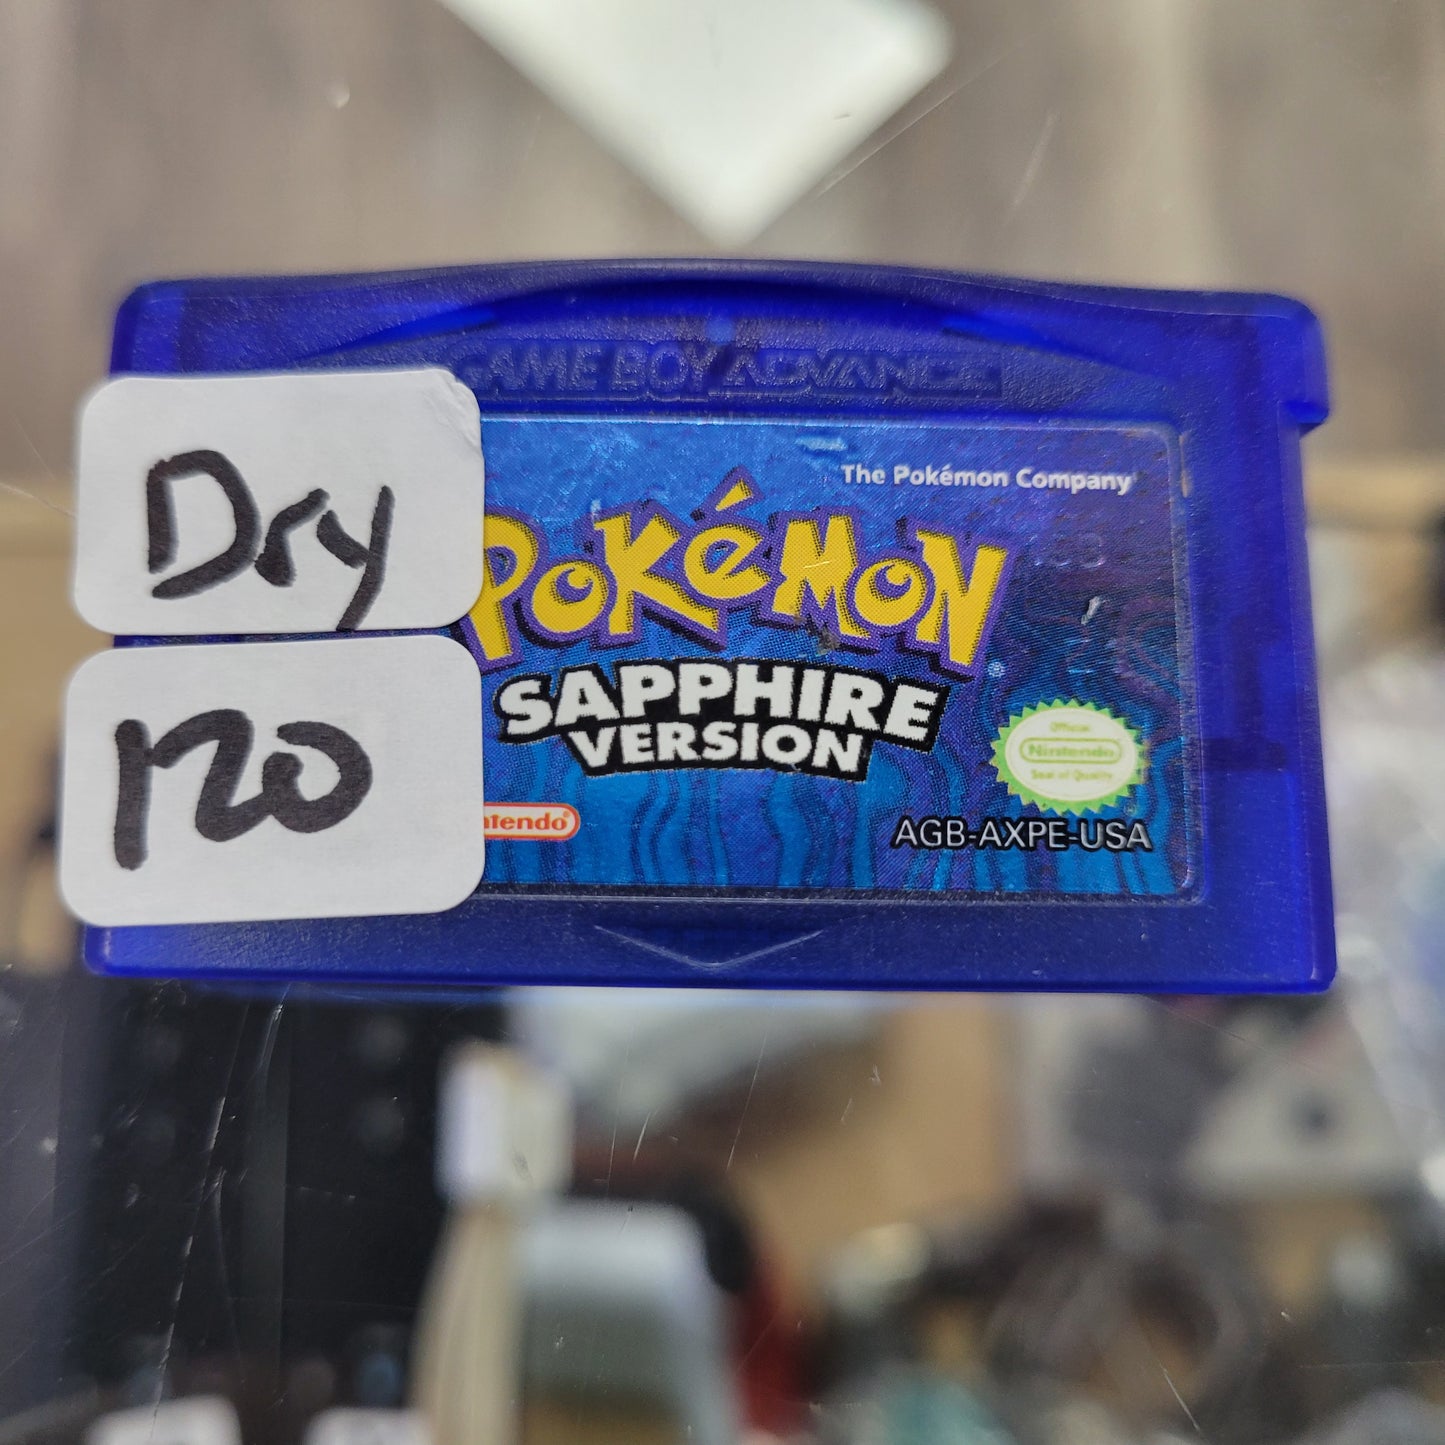 GAME BOY ADVANCE
Dry
The Pokémon Company
POKéMON
SAPPHIRE
VERSION
120
Official
Nintendo
Seal of Quality
ntendo®
AGB-AXPE-USA